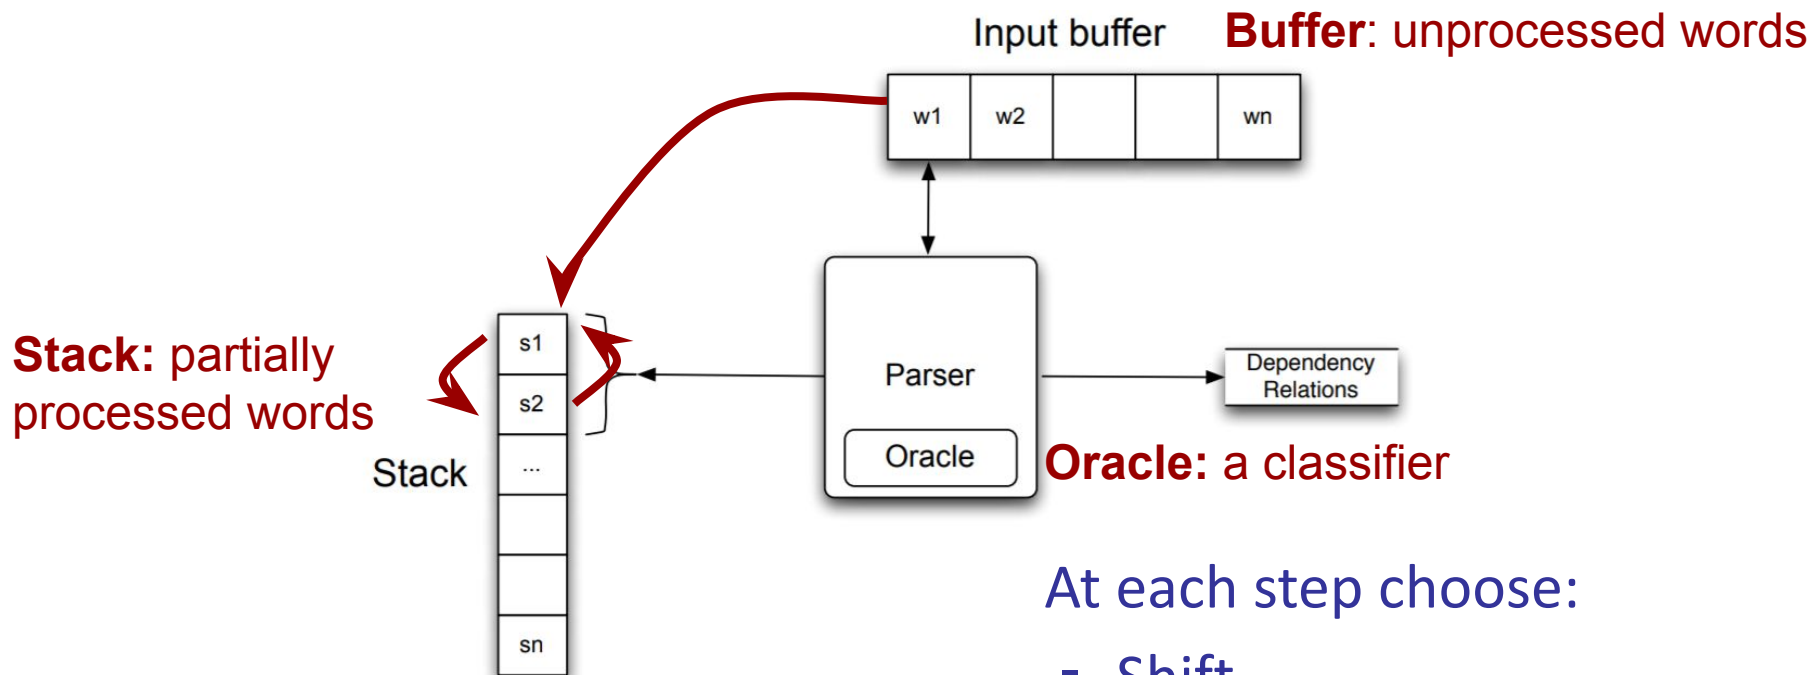 Input buffer
Buffer: unprocessed words
w1 w2 wn
Stack: partially
processed words
s1
s2
...
sn
Stack
Parser
Oracle
Dependency
Relations
Oracle: a classifier
At each step choose:
- Shift